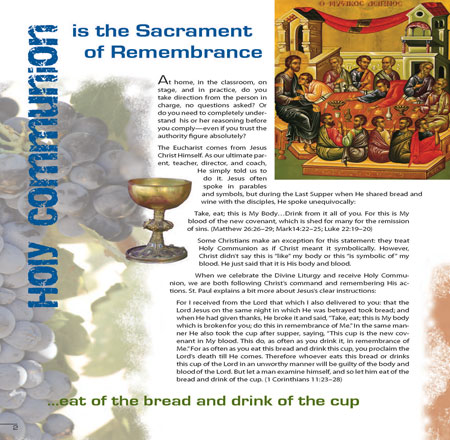 Holy Communion
is the Sacrament
of Remembrance
At home, in the classroom, on
stage, and in practice, do you
take direction from the person in
charge, no questions asked? Or
do you need to completely under-
stand his or her reasoning before
you comply—even if you trust the
authority figure absolutely?
The Eucharist comes from Jesus
Christ Himself. As our ultimate par-
ent, teacher, director, and coach,
He simply told us to
do it. Jesus often
spoke in parables
and symbols, but during the Last Supper when He shared bread and
wine with the disciples, He spoke unequivocally:
Take, eat; this is My Body…Drink from it all of you. For this is My
blood of the new covenant, which is shed for many for the remission
of sins. (Matthew 26:26–29; Mark14:22–25; Luke 22:19–20)
Some Christians make an exception for this statement: they treat
Holy Communion as if Christ meant it symbolically. However,
Christ didn't say this is "like" my body or this "is symbolic of" my
blood. He just said that it is His body and blood.
When we celebrate the Divine Liturgy and receive Holy Commu-
nion, we are both following Christ's command and remembering His ac-
tions. St. Paul explains a bit more about Jesus' clear instructions:
For I received from the Lord that which I also delivered to you; that the
Lord Jesus on the same night in which He was betrayed took bread; and
when He had given thanks, He broke it and said, "Take, eat; this is My body
which is broken for you; do this in remembrance of Me." In the same man-
ner He also took the cup after supper, saying, "This cup is the new cov-
enant in My blood. This do, as often as you drink it, in remembrance of
Me." For as often as you eat this bread and drink this cup, you proclaim the
Lord's death till He comes. Therefore whoever eats this bread or drinks
this cup of the Lord in an unworthy manner will be guilty of the body and
blood of the Lord. But let a man examine himself, and so let him eat of the
bread and drink of the cup. (1 Corinthians 11:23–28)
...eat of the bread and drink of the cup